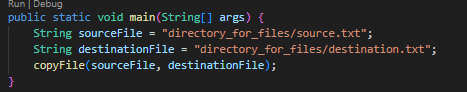 Run | Debug
public static void main(String[] args) {
    String sourceFile = "directory_for_files/source.txt";
    String destinationFile = "directory_for_files/destination.txt";
    copyFile(sourceFile, destinationFile);
}